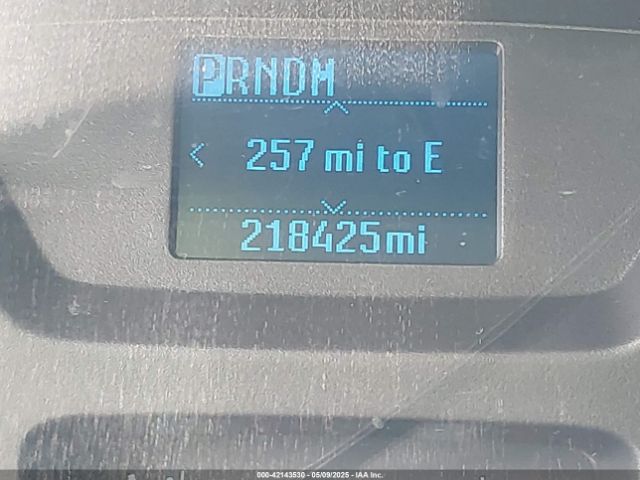 PRNDM
< 257 mi to E
218425mi
000-42143530 - 05/09/2025 - IAA Inc.